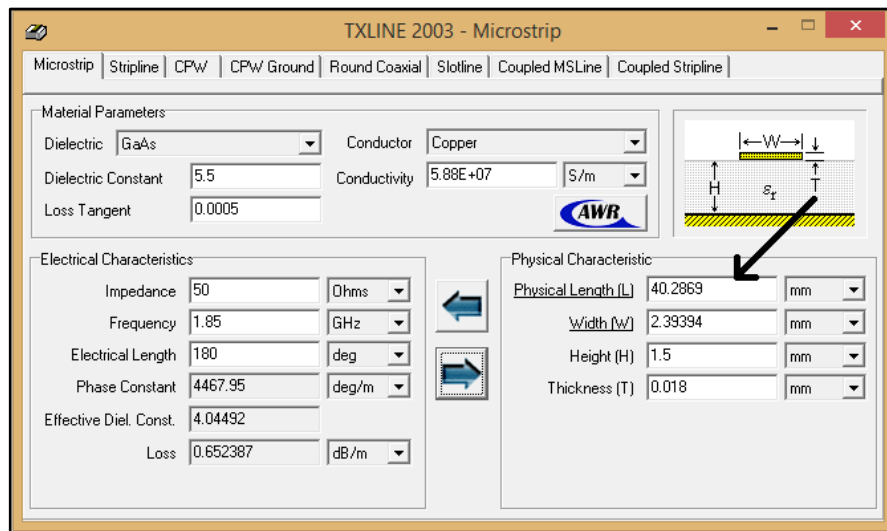 TXLINE 2003 - Microstrip
Microstrip Stripline CPW CPW Ground Round Coaxial Slotline Coupled MSLine Coupled Stripline
Material Parameters
Dielectric GaAs Conductor Copper
Dielectric Constant 5.5 Conductivity 5.88E+07 S/m
Loss Tangent 0.0005 AWR
W
H εr T
Electrical Characteristics
Impedance 50 Ohms
Frequency 1.85 GHz
Electrical Length 180 deg
Phase Constant 4467.95 deg/m
Effective Diel. Const. 4.04492
Loss 0.652387 dB/m
Physical Characteristic
Physical Length (L) 40.2869 mm
Width (W) 2.39394 mm
Height (H) 1.5 mm
Thickness (T) 0.018 mm